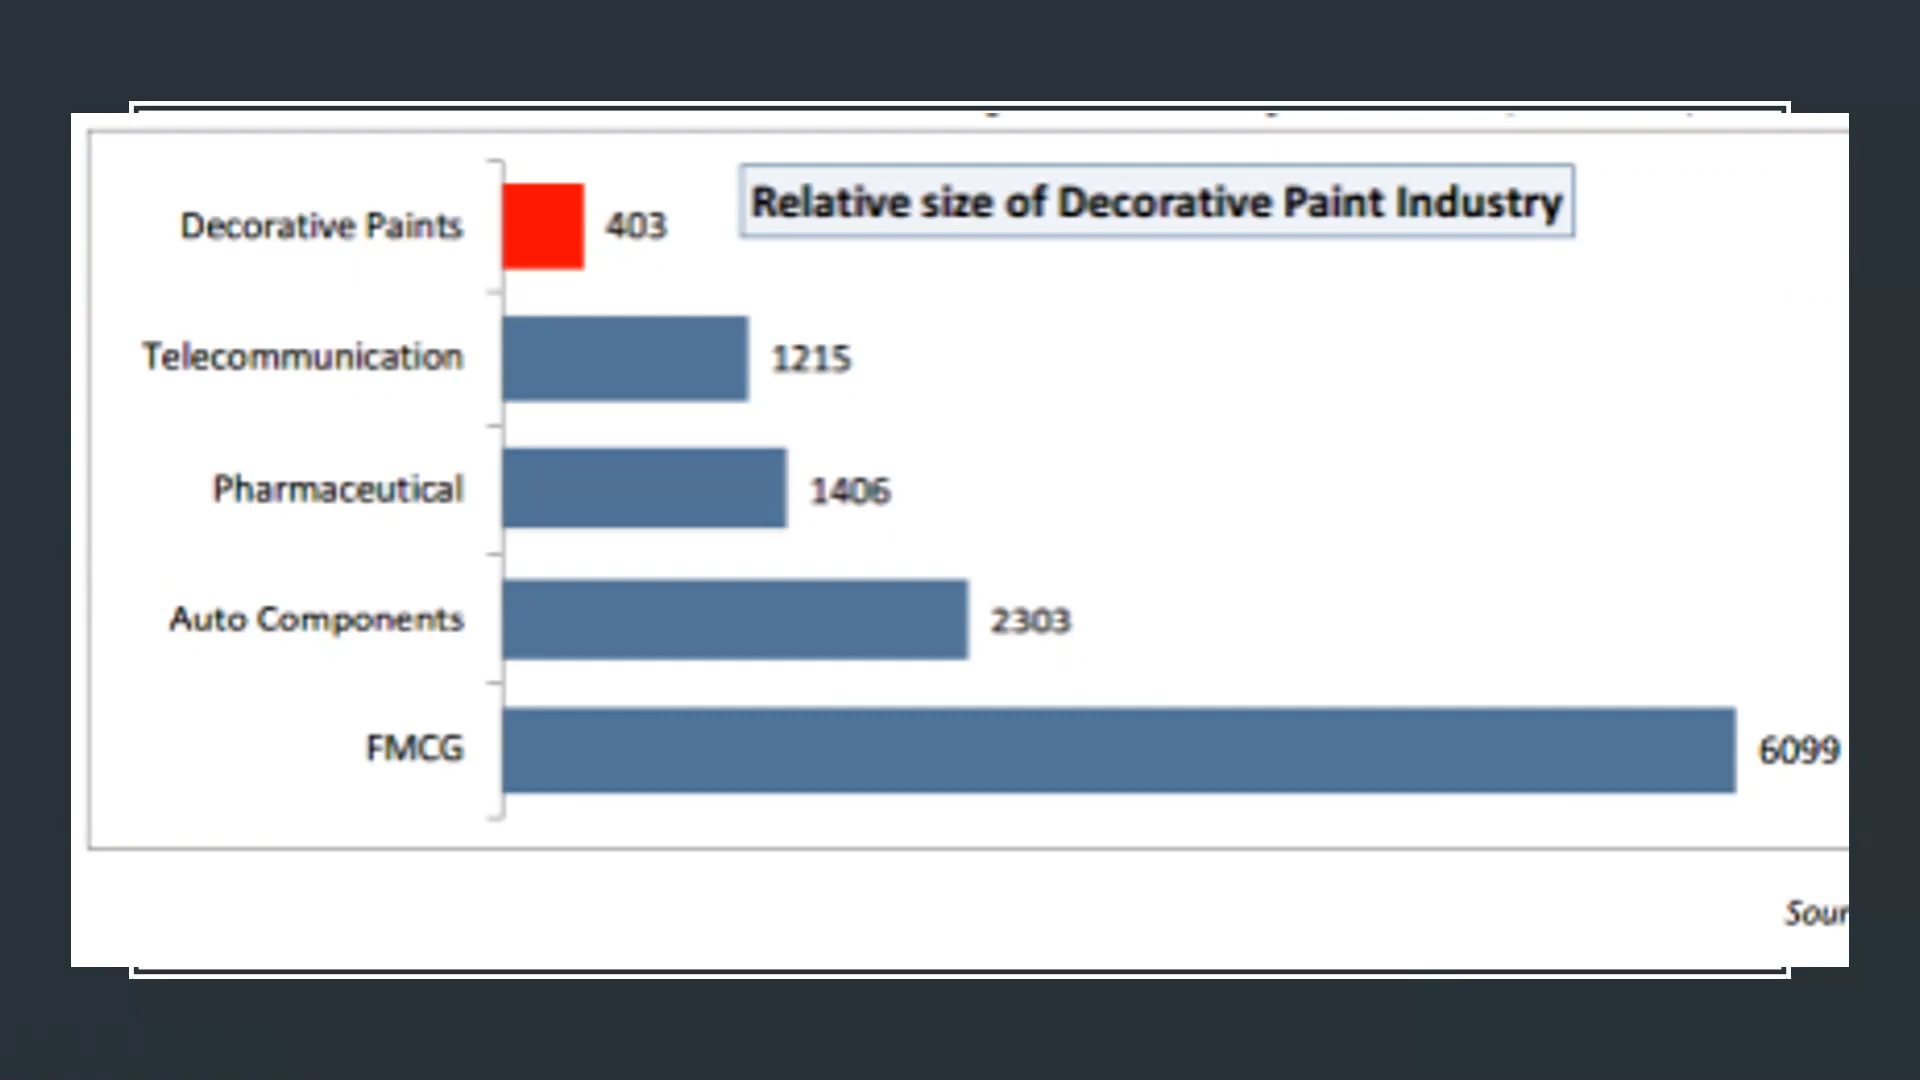 Relative size of Decorative Paint Industry
Decorative Paints 403
Telecommunication 1215
Pharmaceutical 1406
Auto Components 2303
FMCG 6099